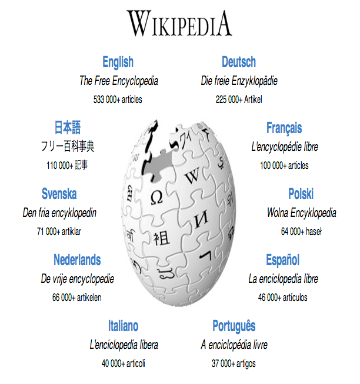 WIKIPEDIA
English
The Free Encyclopedia
533 000+ articles
Deutsch
Die freie Enzyklopädie
225 000+ Artikel
日本語
フリー百科事典
110 000+ 記事
Français
L'encyclopédie libre
100 000+ articles
Svenska
Den fria encyklopedin
71 000+ artiklar
Polski
Wolna Encyklopedia
64 000+ haseł
Nederlands
De vrije encyclopedie
66 000+ artikelen
Español
La enciclopedia libre
46 000+ artículos
Italiano
L'enciclopedia libera
40 000+ articoli
Português
A enciclopédia livre
37 000+ artigos
Ω
W
И
祖